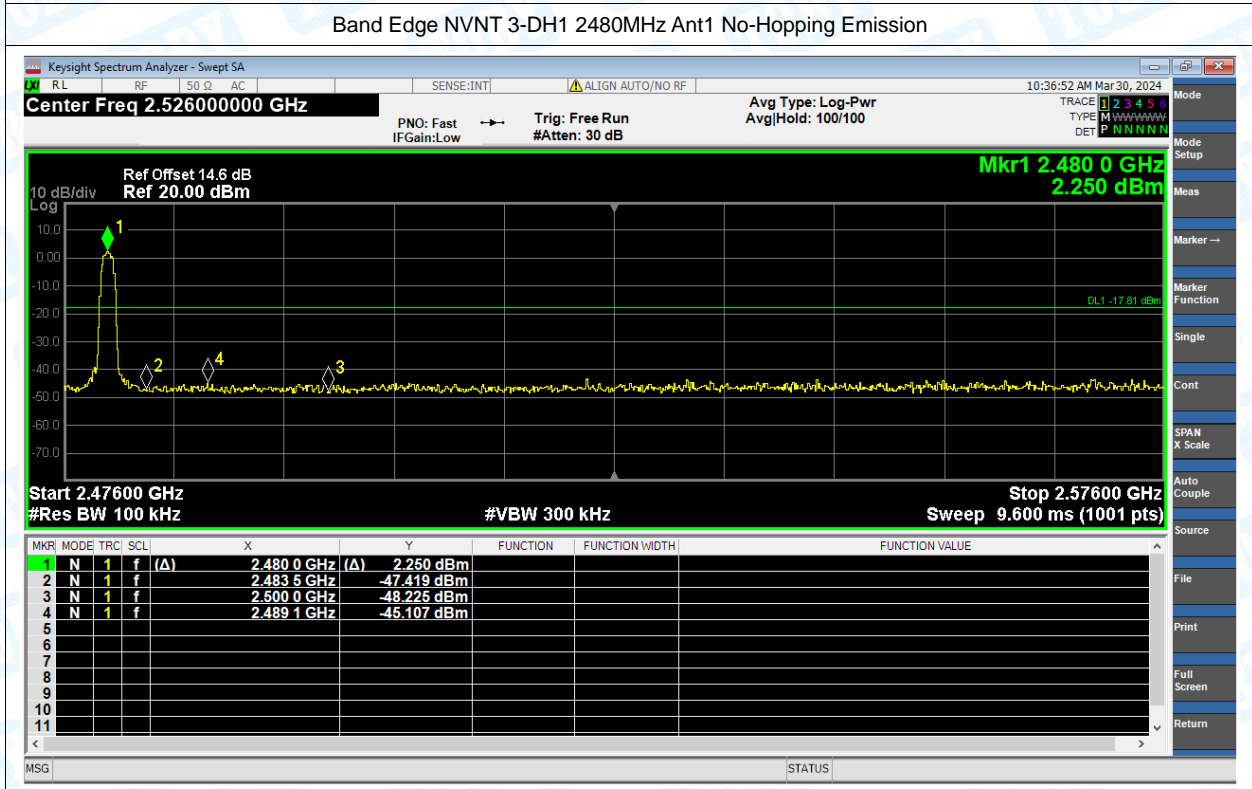 Band Edge NVNT 3-DH1 2480MHz Ant1 No-Hopping Emission
Keysight Spectrum Analyzer - Swept SA
LXI RL RF 50 Ω AC SENSE:INT ALIGN AUTO/NO RF 10:36:52 AM Mar 30, 2024
Center Freq 2.526000000 GHz
PNO: Fast
IFGain:Low
Trig: Free Run
#Atten: 30 dB
Avg Type: Log-Pwr
Avg|Hold: 100/100
TRACE 1 2 3 4 5 6
TYPE M WWWWW
DET P N N N N N
Mkr1 2.480 0 GHz
2.250 dBm
Ref Offset 14.6 dB
10 dB/div Ref 20.00 dBm
Log
10.0
0.00
-10.0
-20.0
-30.0
-40.0
-50.0
-60.0
-70.0
1
2
4
3
DL1 -17.81 dBm
Start 2.47600 GHz Stop 2.57600 GHz
#Res BW 100 kHz #VBW 300 kHz Sweep 9.600 ms (1001 pts)
MKR MODE TRC SCL X Y FUNCTION FUNCTION WIDTH FUNCTION VALUE
1 N 1 f (Δ) 2.480 0 GHz (Δ) 2.250 dBm
2 N 1 f 2.483 5 GHz -47.419 dBm
3 N 1 f 2.500 0 GHz -48.225 dBm
4 N 1 f 2.489 1 GHz -45.107 dBm
5
6
7
8
9
10
11
MSG STATUS
Mode
Mode
Setup
Meas
Marker →
Marker
Function
Single
Cont
SPAN
X Scale
Auto
Couple
Source
File
Print
Full
Screen
Return